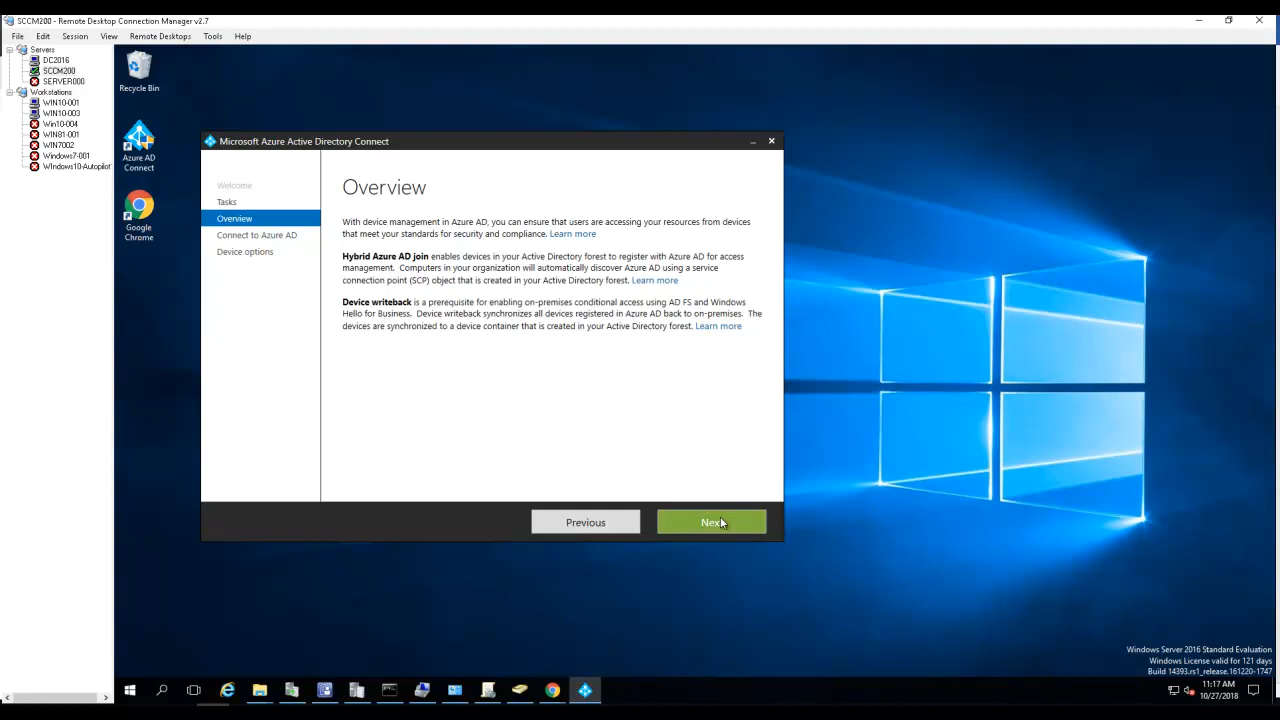 SCCM200 - Remote Desktop Connection Manager v2.7
File Edit Session View Remote Desktops Tools Help
Servers
DC2016
SCCM200
SERVER000
Workstations
WIN10-001
WIN10-003
Win10-004
WIN81-001
WIN7002
Windows7-001
WIndows10-Autopilot
Recycle Bin
Azure AD
Connect
Google
Chrome
Microsoft Azure Active Directory Connect
Welcome
Tasks
Overview
Connect to Azure AD
Device options
Overview
With device management in Azure AD, you can ensure that users are accessing your resources from devices
that meet your standards for security and compliance. Learn more
Hybrid Azure AD join enables devices in your Active Directory forest to register with Azure AD for access
management. Computers in your organization will automatically discover Azure AD using a service
connection point (SCP) object that is created in your Active Directory forest. Learn more
Device writeback is a prerequisite for enabling on-premises conditional access using AD FS and Windows
Hello for Business. Device writeback synchronizes all devices registered in Azure AD back to on-premises. The
devices are synchronized to a device container that is created in your Active Directory forest. Learn more
Previous
Next
Windows Server 2016 Standard Evaluation
Windows License valid for 121 days
Build 14393.rs1_release.161220-1747
11:17 AM
10/27/2018